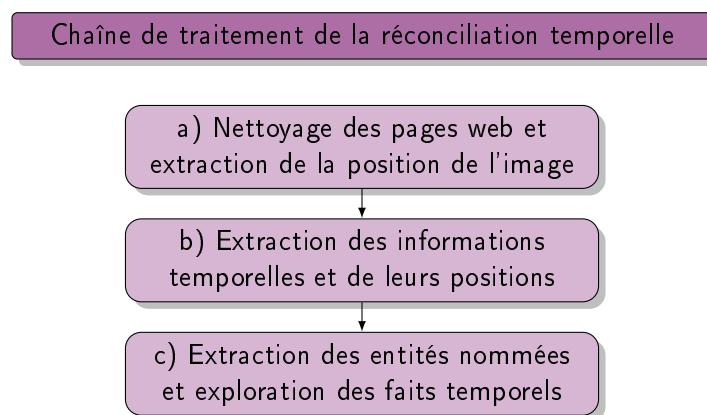 Chaîne de traitement de la réconciliation temporelle
a) Nettoyage des pages web et
extraction de la position de l'image
b) Extraction des informations
temporelles et de leurs positions
c) Extraction des entités nommées
et exploration des faits temporels